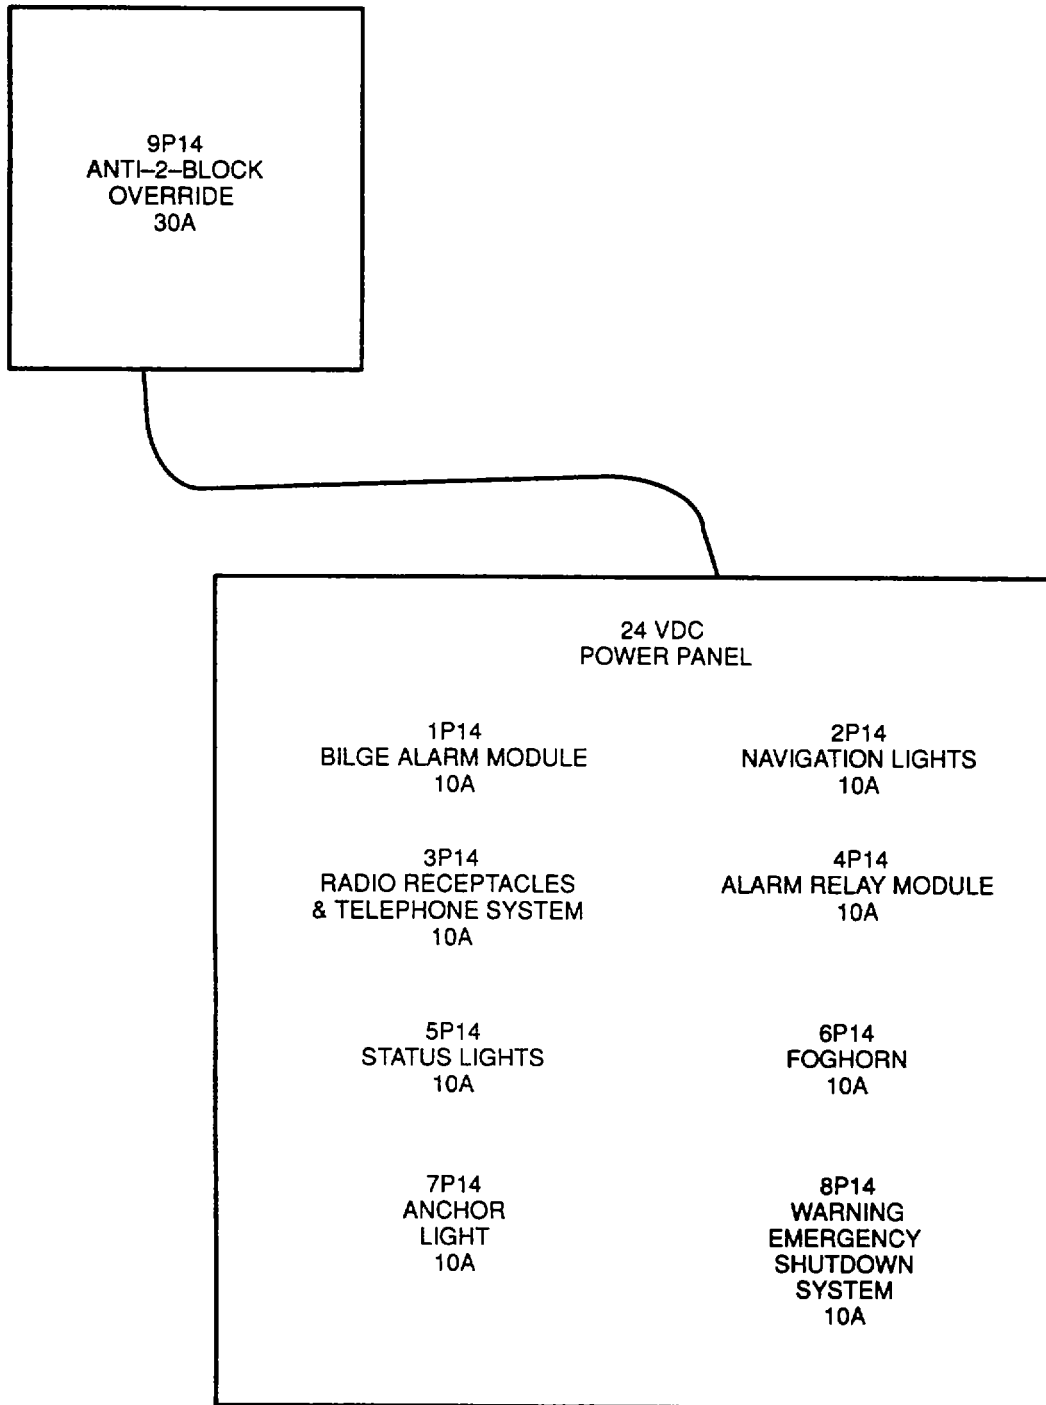 9P14
ANTI–2–BLOCK
OVERRIDE
30A
24 VDC
POWER PANEL
1P14
BILGE ALARM MODULE
10A
2P14
NAVIGATION LIGHTS
10A
3P14
RADIO RECEPTACLES
& TELEPHONE SYSTEM
10A
4P14
ALARM RELAY MODULE
10A
5P14
STATUS LIGHTS
10A
6P14
FOGHORN
10A
7P14
ANCHOR
LIGHT
10A
8P14
WARNING
EMERGENCY
SHUTDOWN
SYSTEM
10A